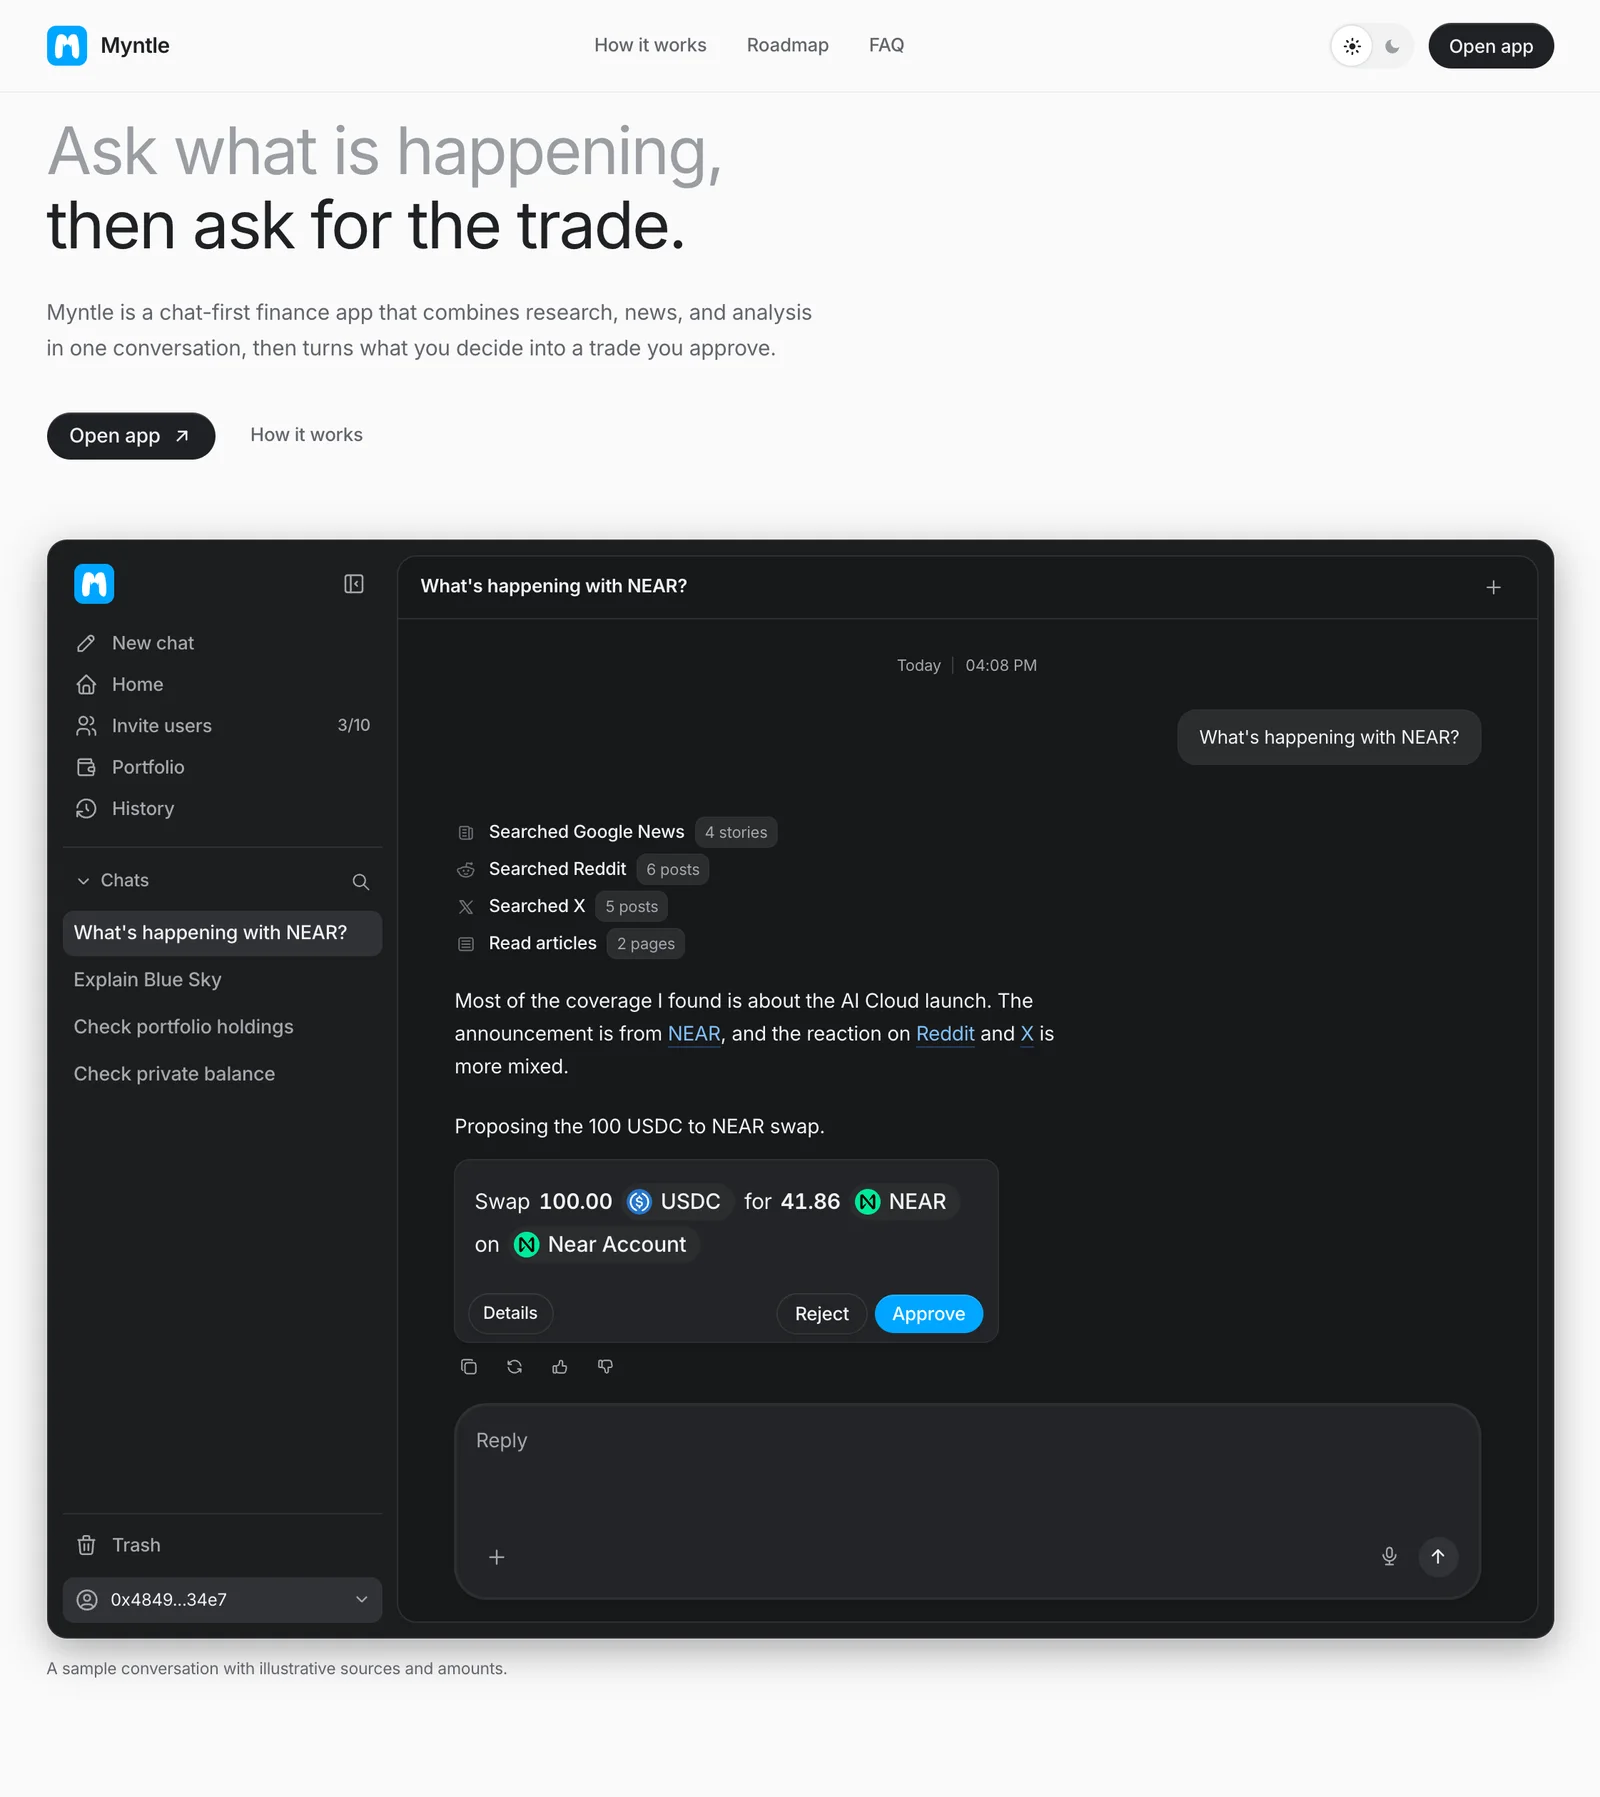 Myntle
How it works
Roadmap
FAQ
Open app
Ask what is happening,
then ask for the trade.
Myntle is a chat-first finance app that combines research, news, and analysis
in one conversation, then turns what you decide into a trade you approve.
Open app
How it works
New chat
Home
Invite users 3/10
Portfolio
History
Chats
What's happening with NEAR?
Explain Blue Sky
Check portfolio holdings
Check private balance
Trash
0x4849...34e7
What's happening with NEAR?
Today 04:08 PM
What's happening with NEAR?
Searched Google News 4 stories
Searched Reddit 6 posts
Searched X 5 posts
Read articles 2 pages
Most of the coverage I found is about the AI Cloud launch. The
announcement is from NEAR, and the reaction on Reddit and X is
more mixed.
Proposing the 100 USDC to NEAR swap.
Swap 100.00 USDC for 41.86 NEAR
on Near Account
Details
Reject
Approve
Reply
A sample conversation with illustrative sources and amounts.